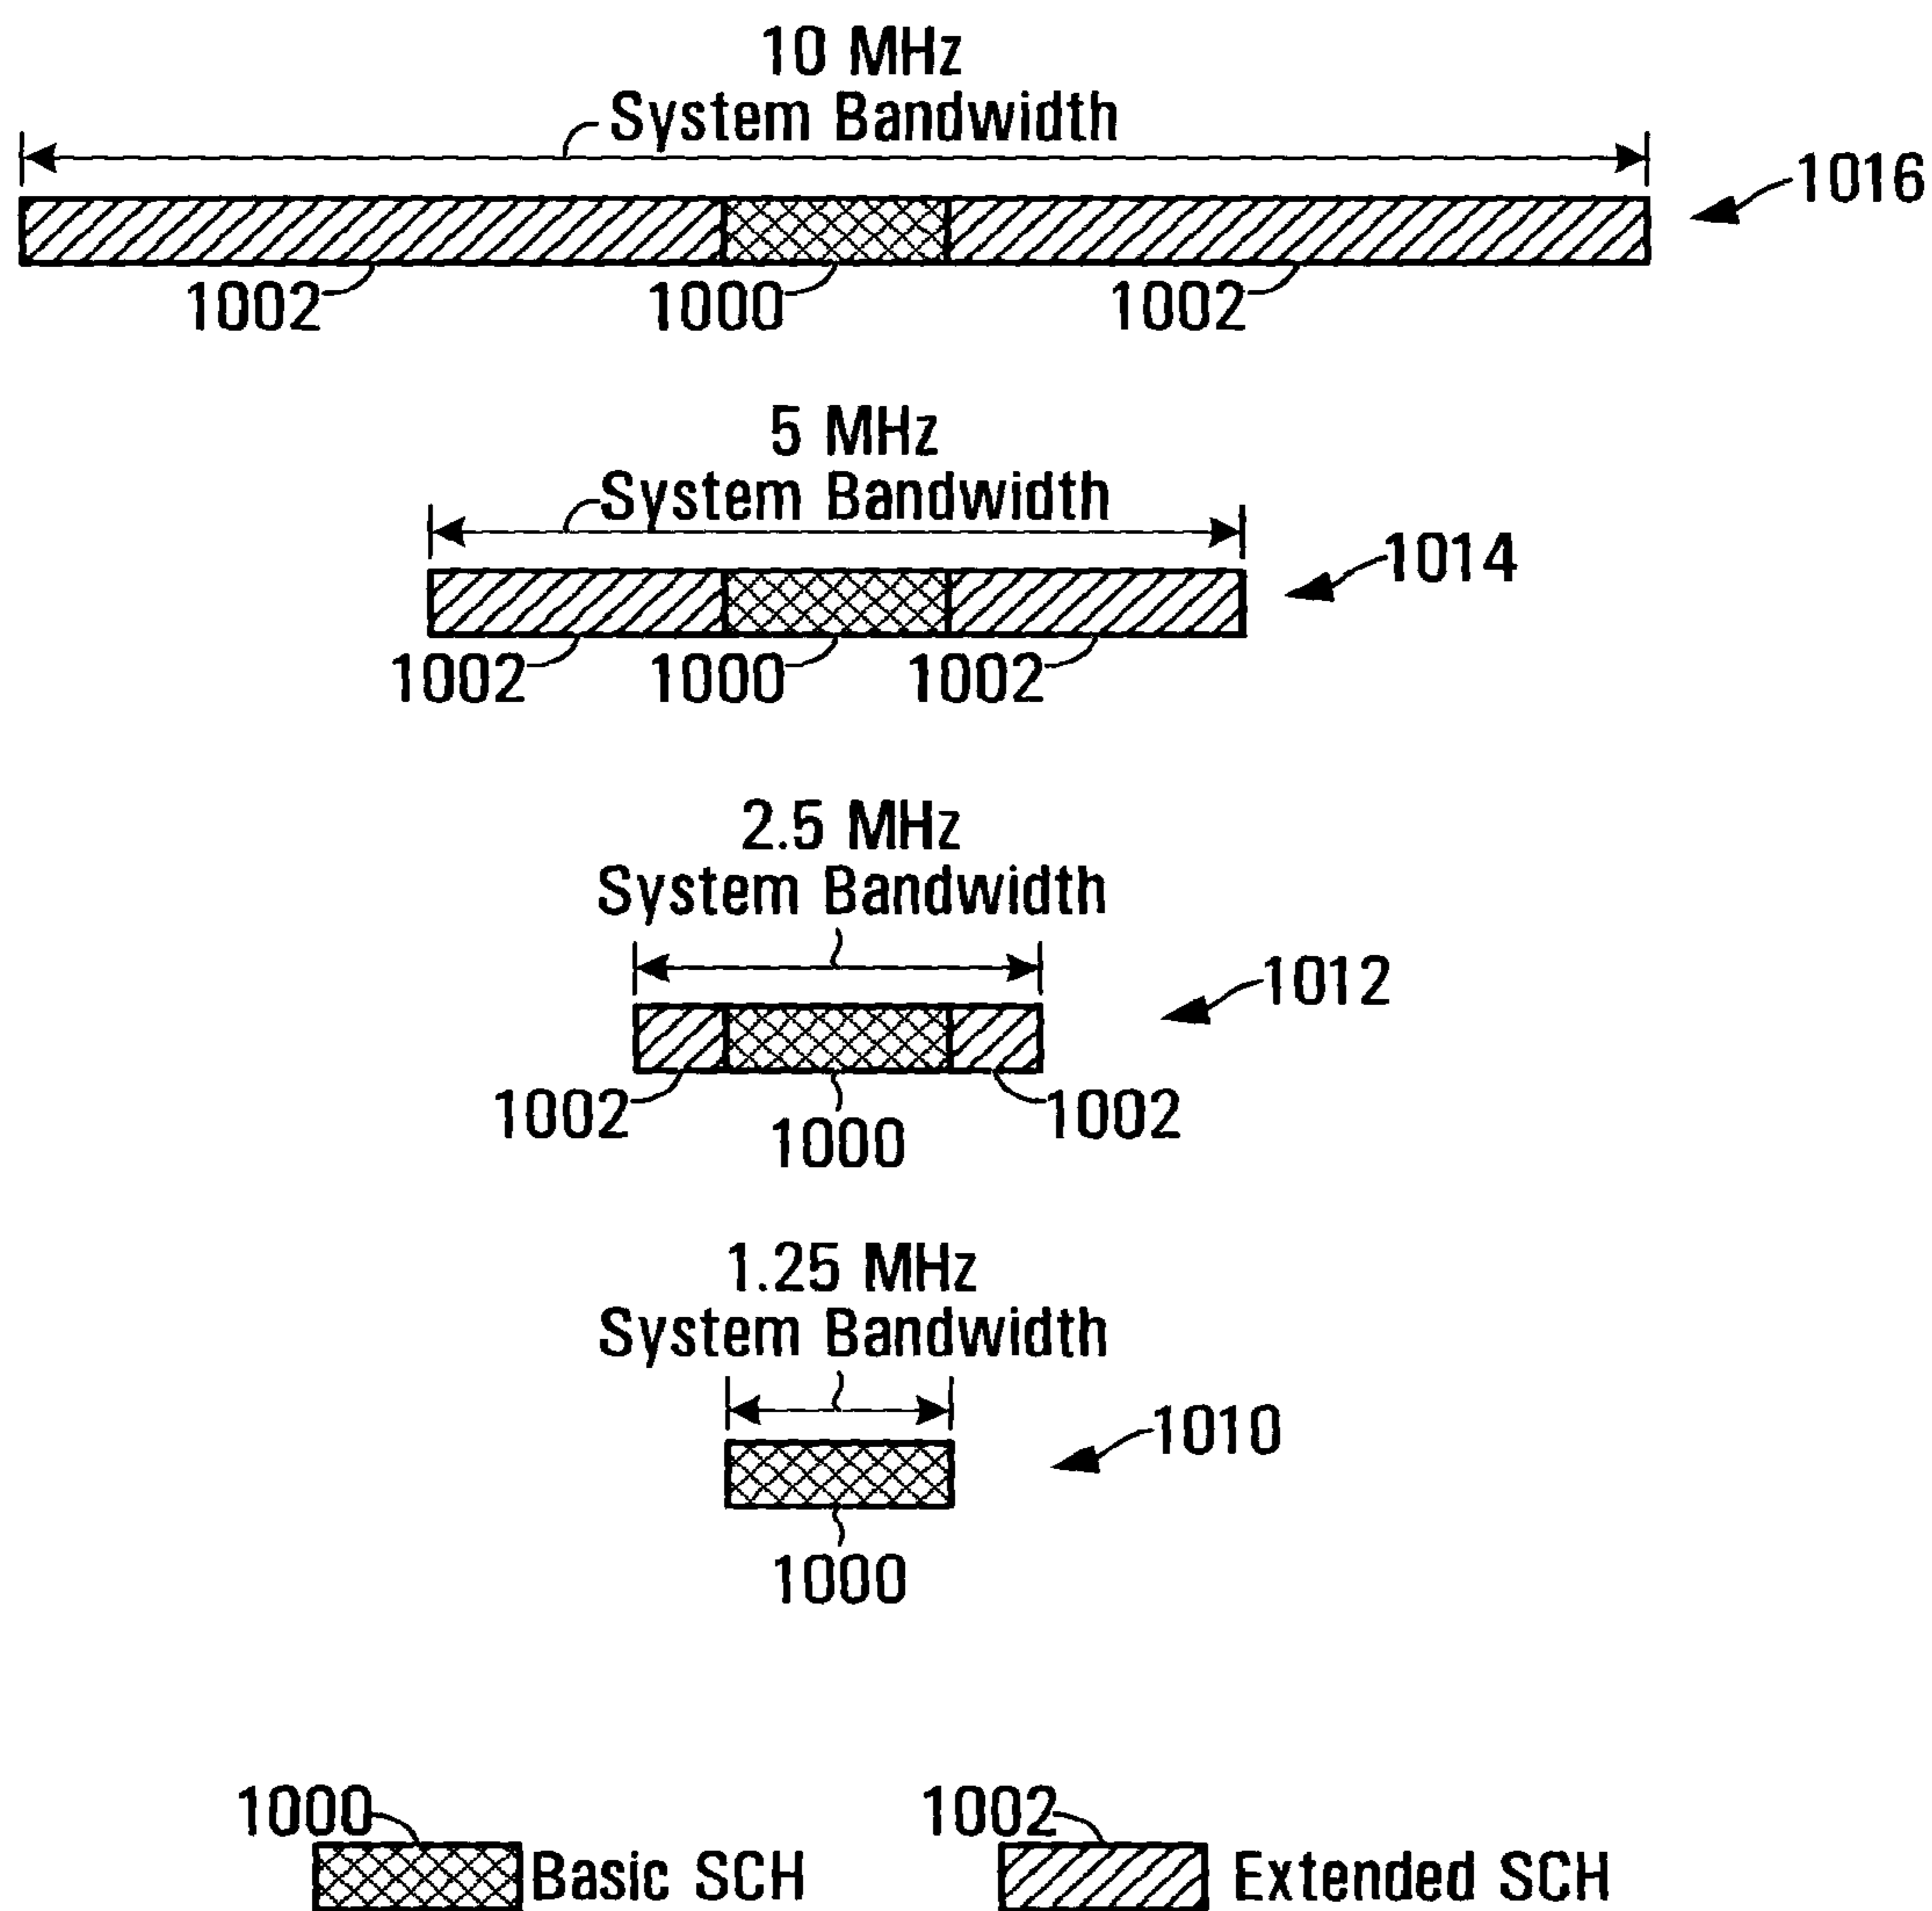 10 MHz
System Bandwidth
1016
1002 1000 1002
5 MHz
System Bandwidth
1014
1002 1000 1002
2.5 MHz
System Bandwidth
1012
1002 1000 1002
1.25 MHz
System Bandwidth
1010
1000
1000 1002
Basic SCH Extended SCH